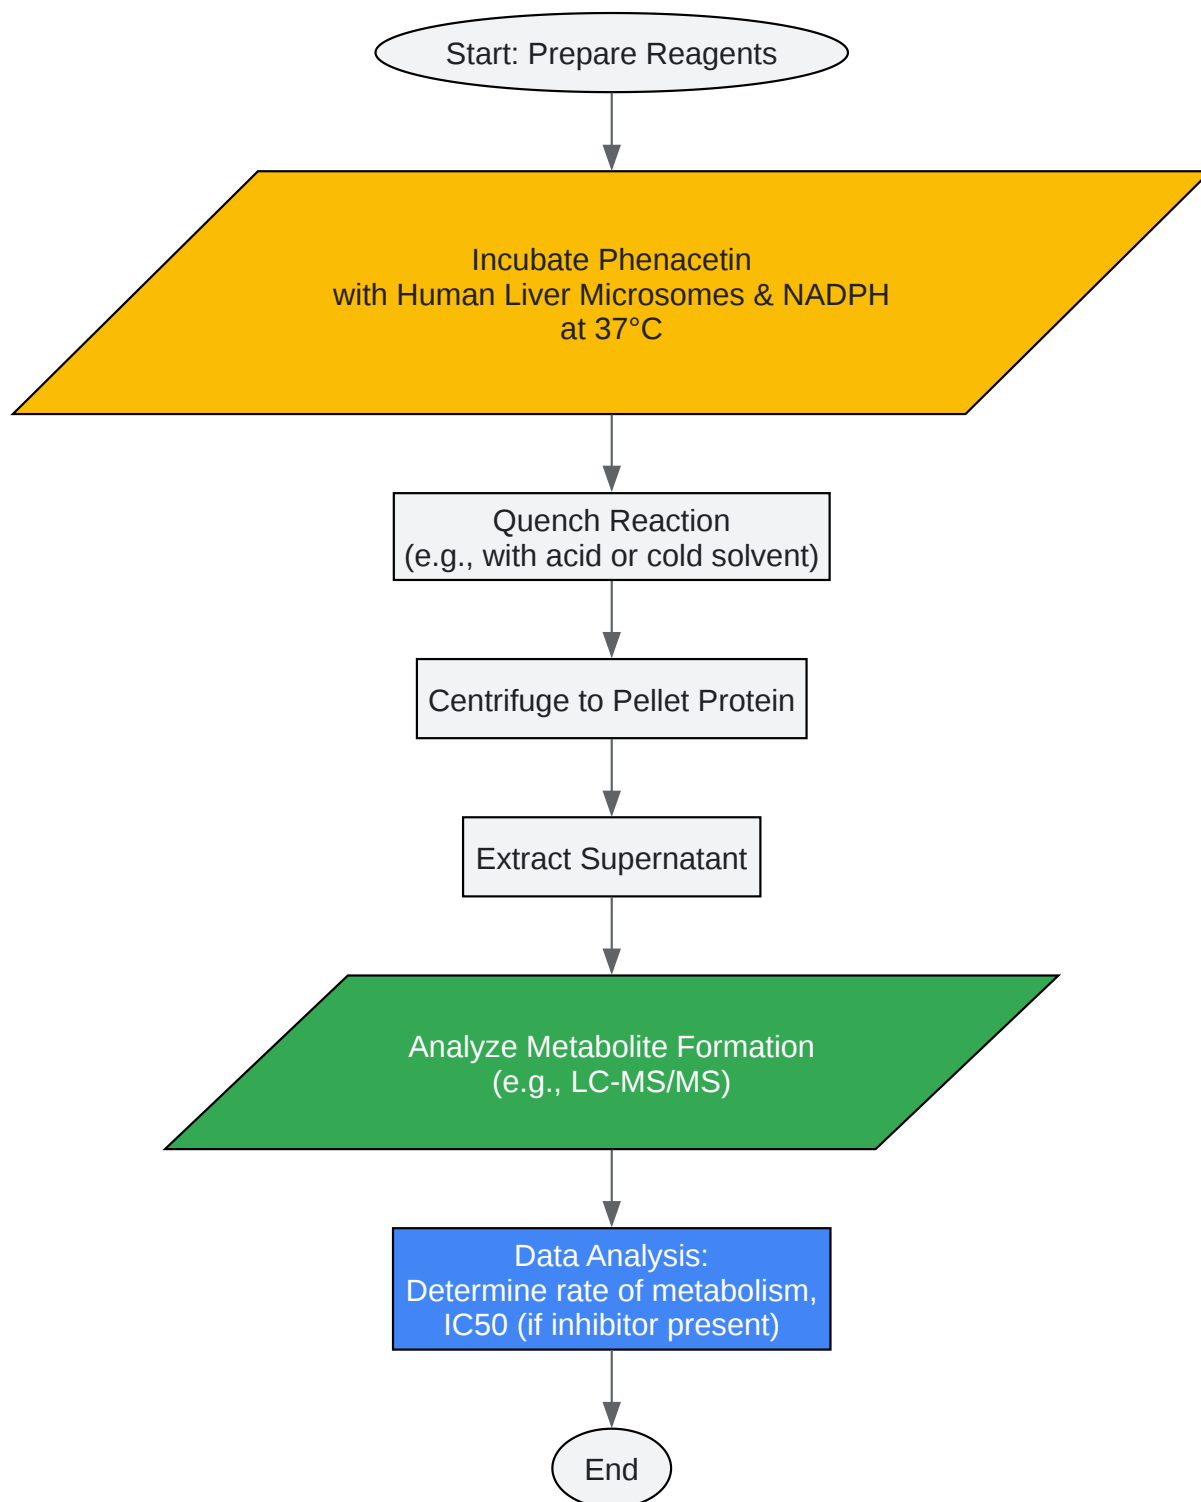 Start: Prepare Reagents
Incubate Phenacetin
with Human Liver Microsomes & NADPH
at 37°C
Quench Reaction
(e.g., with acid or cold solvent)
Centrifuge to Pellet Protein
Extract Supernatant
Analyze Metabolite Formation
(e.g., LC-MS/MS)
Data Analysis:
Determine rate of metabolism,
IC50 (if inhibitor present)
End